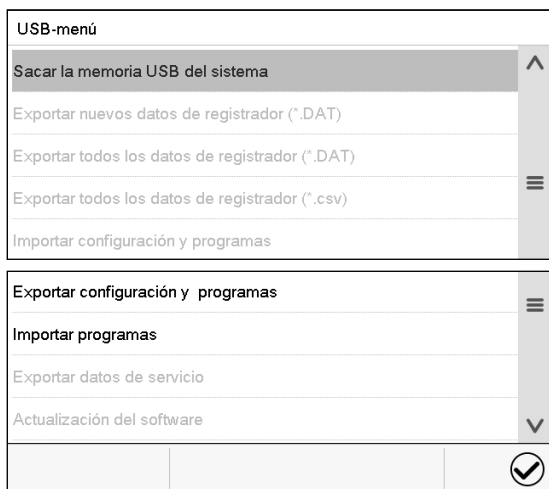 USB-menú
Sacar la memoria USB del sistema
Exportar nuevos datos de registrador (*.DAT)
Exportar todos los datos de registrador (*.DAT)
Exportar todos los datos de registrador (*.csv)
Importar configuración y programas
Exportar configuración y programas
Importar programas
Exportar datos de servicio
Actualización del software